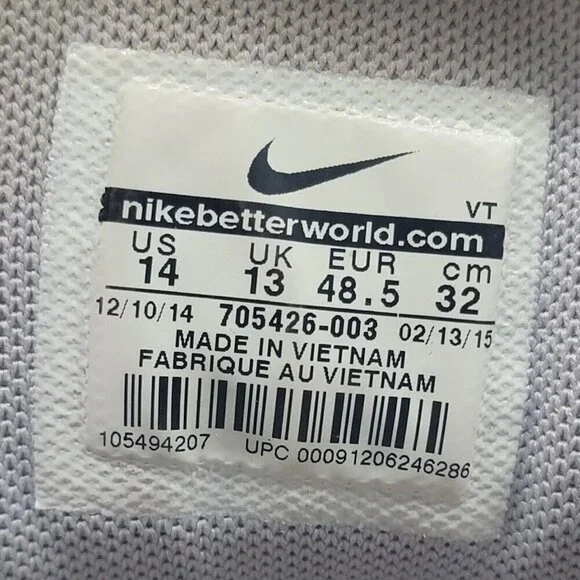 VT
nikebetterworld.com
US UK EUR cm
14 13 48.5 32
12/10/14 705426-003 02/13/15
MADE IN VIETNAM
FABRIQUE AU VIETNAM
105494207 UPC 00091206246286